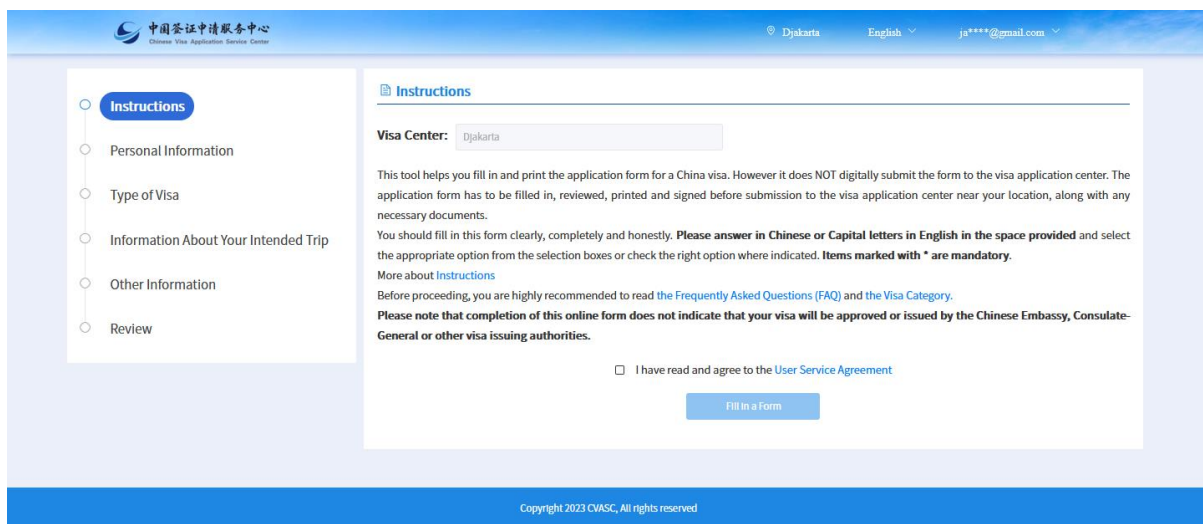 中国签证申请服务中心
Chinese Visa Application Service Center
Djakarta
English
ja****@gmail.com
Instructions
Personal Information
Type of Visa
Information About Your Intended Trip
Other Information
Review
Instructions
Visa Center: Djakarta
This tool helps you fill in and print the application form for a China visa. However it does NOT digitally submit the form to the visa application center. The
application form has to be filled in, reviewed, printed and signed before submission to the visa application center near your location, along with any
necessary documents.
You should fill in this form clearly, completely and honestly. Please answer in Chinese or Capital letters in English in the space provided and select
the appropriate option from the selection boxes or check the right option where indicated. Items marked with * are mandatory.
More about Instructions
Before proceeding, you are highly recommended to read the Frequently Asked Questions (FAQ) and the Visa Category.
Please note that completion of this online form does not indicate that your visa will be approved or issued by the Chinese Embassy, Consulate-
General or other visa issuing authorities.
I have read and agree to the User Service Agreement
Fill in a Form
Copyright 2023 CVASC, All rights reserved